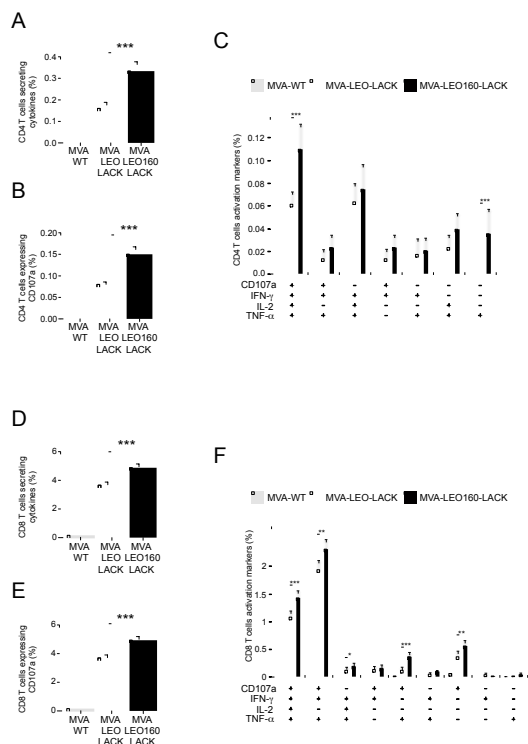 A
***
0.4
0.3
0.2
0.1
0.0
CD4 T cells secreting
cytokines (%)
MVA
WT
MVA
LEO
LACK
MVA
LEO160
LACK
B
***
0.20
0.15
0.10
0.05
0.00
CD4 T cells expressing
CD107a (%)
MVA
WT
MVA
LEO
LACK
MVA
LEO160
LACK
C
MVA-WT MVA-LEO-LACK MVA-LEO160-LACK
CD4 T cells activation markers (%)
0.12
0.08
0.04
0.02
0.00
***
***
CD107a + + - + - - -
IFN-γ + + + + + - -
IL-2 + - + - - + -
TNF-α + + + - + + +
D
***
6
4
2
0
CD8 T cells secreting
cytokines (%)
MVA
WT
MVA
LEO
LACK
MVA
LEO160
LACK
E
***
6
4
2
0
CD8 T cells expressing
CD107a (%)
MVA
WT
MVA
LEO
LACK
MVA
LEO160
LACK
F
MVA-WT MVA-LEO-LACK MVA-LEO160-LACK
CD8 T cells activation markers (%)
2
1.5
1
0.5
0
***
**
*
***
**
CD107a
IFN-γ
IL-2
TNF-α